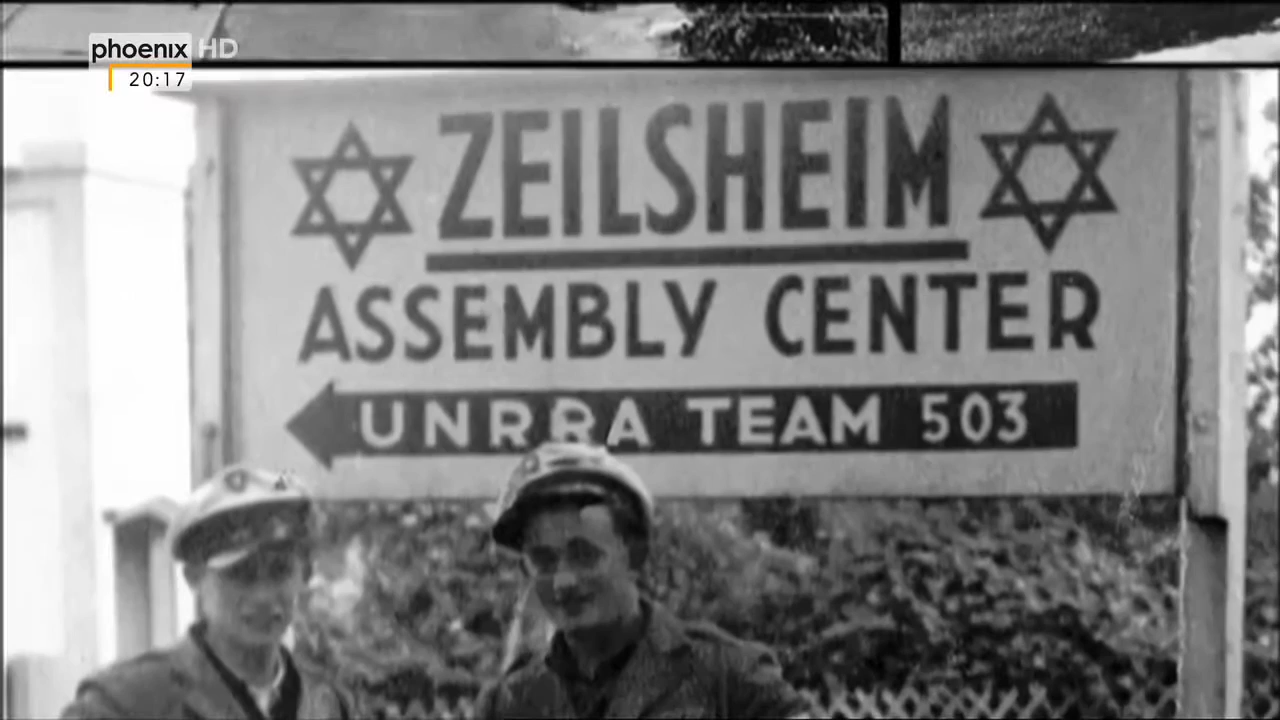 phoenix HD
20:17
ZEILSHEIM
ASSEMBLY CENTER
UNRRA TEAM 503